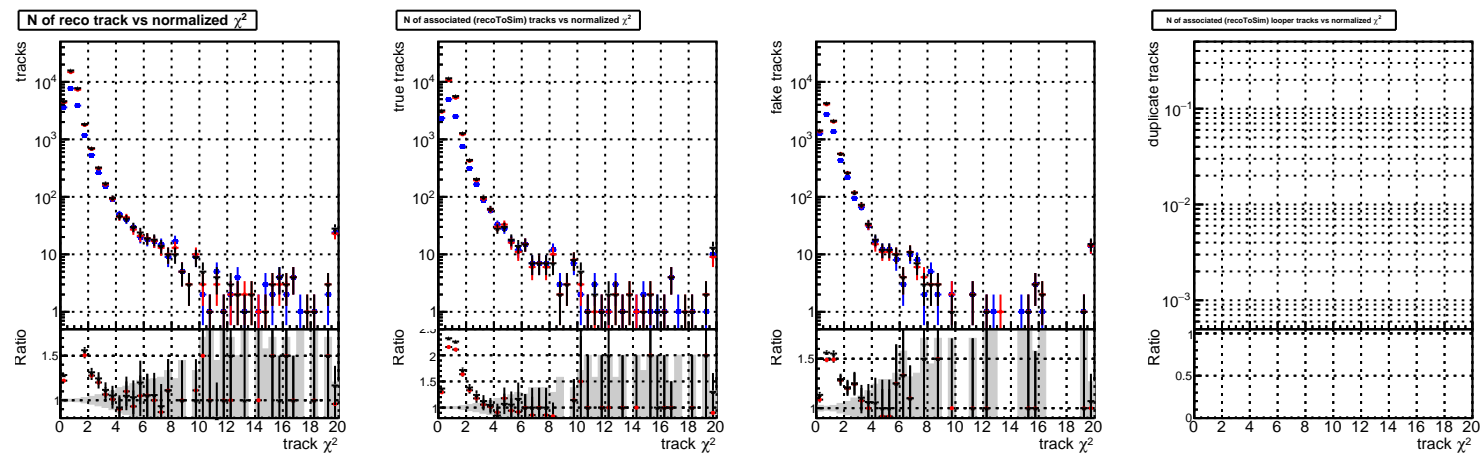 N of reco track vs normalized χ²
tracks
10⁴
10³
10²
10
1
Ratio
1.5
1
0 2 4 6 8 10 12 14 16 18 20
track χ²
N of associated (recoToSim) tracks vs normalized χ²
true tracks
10⁴
10³
10²
10
1
Ratio
2.5
2
1.5
1
0 2 4 6 8 10 12 14 16 18 20
track χ²
fake tracks
10⁴
10³
10²
10
1
Ratio
1.5
1
0 2 4 6 8 10 12 14 16 18 20
track χ²
N of associated (recoToSim) looper tracks vs normalized χ²
duplicate tracks
10⁻¹
10⁻²
10⁻³
Ratio
1
0.5
0
0 2 4 6 8 10 12 14 16 18 20
track χ²